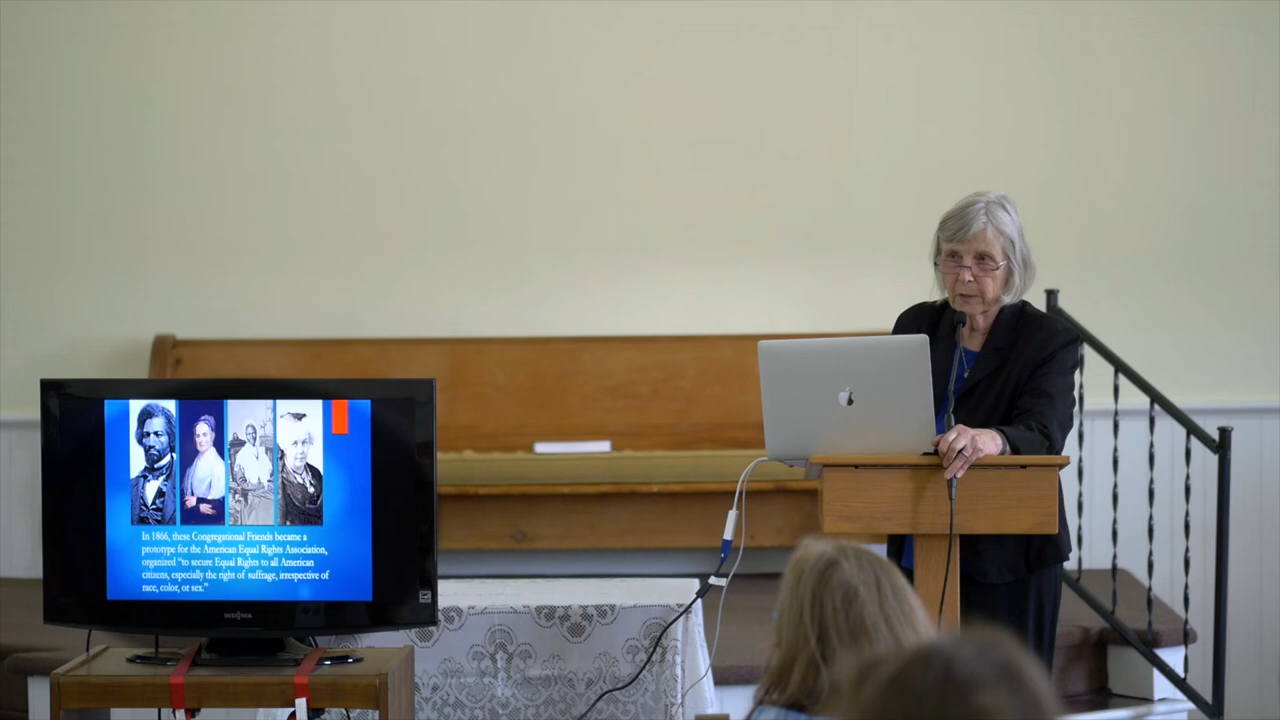 In 1866, these Congregational Friends became a
prototype for the American Equal Rights Association,
organized “to secure Equal Rights to all American
citizens, especially the right of suffrage, irrespective of
race, color, or sex.”
INSIGNIA